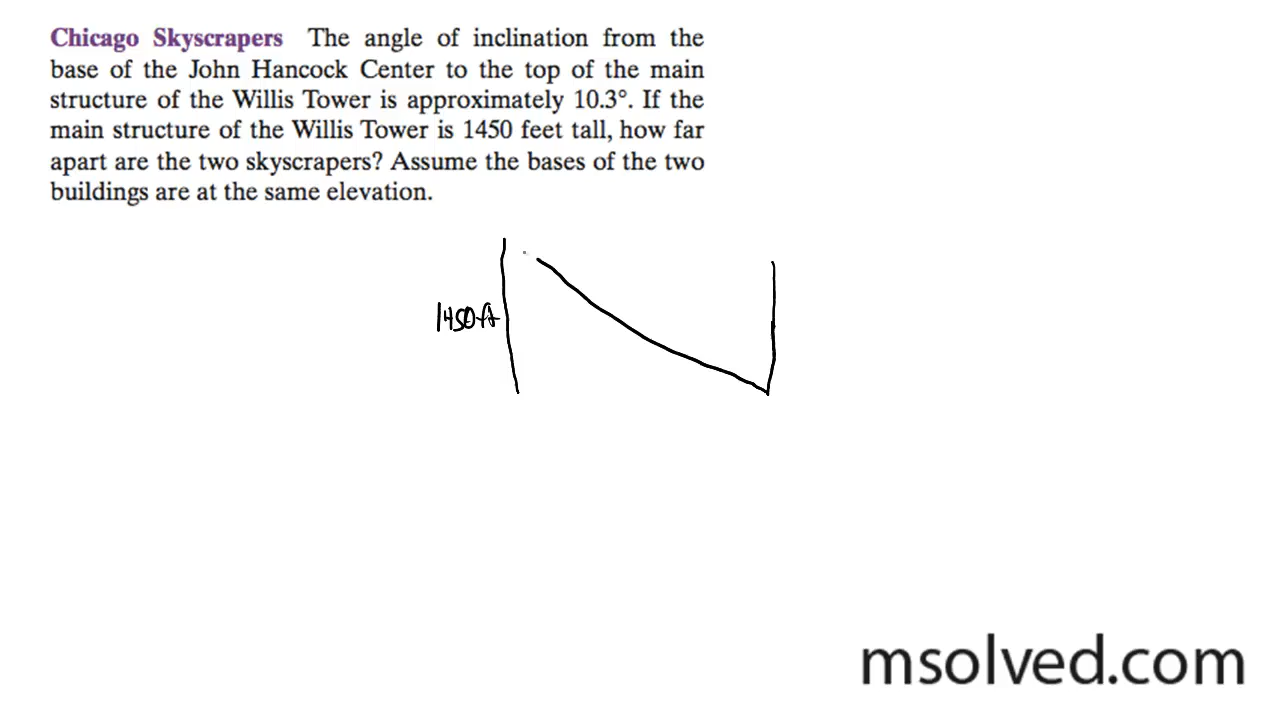 Chicago Skyscrapers The angle of inclination from the
base of the John Hancock Center to the top of the main
structure of the Willis Tower is approximately 10.3°. If the
main structure of the Willis Tower is 1450 feet tall, how far
apart are the two skyscrapers? Assume the bases of the two
buildings are at the same elevation.
1450ft
msolved.com